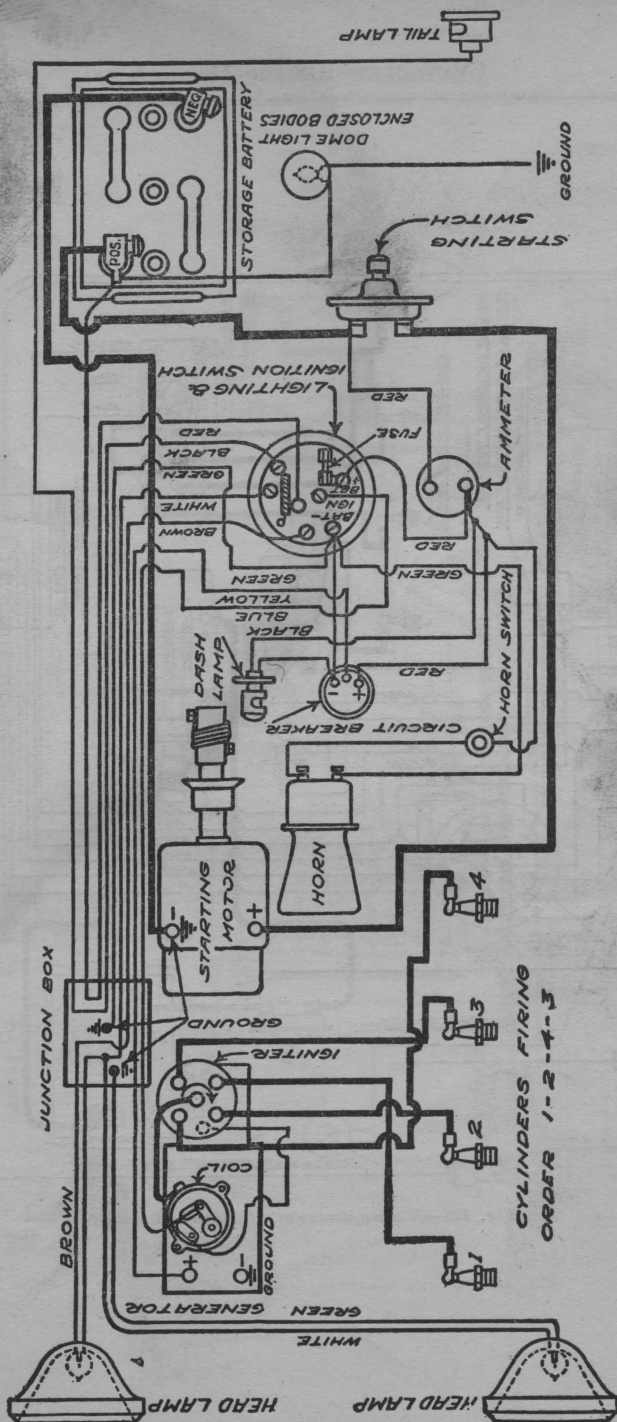 TAIL LAMP
NEG
POS.
STORAGE BATTERY
DOME LIGHT
ENCLOSED BODIES
GROUND
STARTING
SWITCH
LIGHTING &
IGNITION SWITCH
RED
FUSE
AMMETER
RED
BLACK
GREEN
WHITE
BROWN
+
BAT
IGN
BAT-
RED
GREEN
GREEN
YELLOW
BLUE
BLACK
RED
HORN SWITCH
DASH
LAMP
- +
CIRCUIT BREAKER
STARTING
MOTOR
-
+
HORN
4
3
2
1
CYLINDERS FIRING
ORDER 1-2-4-3
JUNCTION BOX
GROUND
IGNITER
COIL
+
-
GROUND
GENERATOR
BROWN
GREEN
WHITE
HEAD LAMP
HEAD LAMP